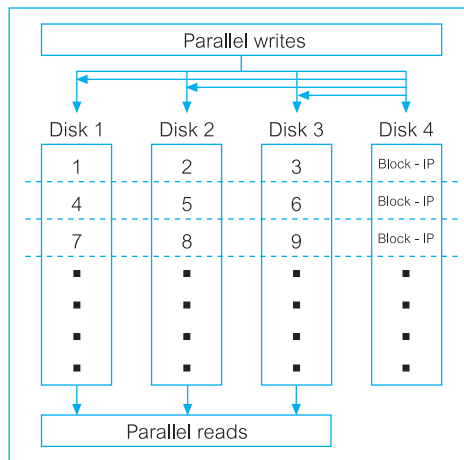 Parallel writes
Disk 1 Disk 2 Disk 3 Disk 4
1 2 3 Block - IP
4 5 6 Block - IP
7 8 9 Block - IP
Parallel reads